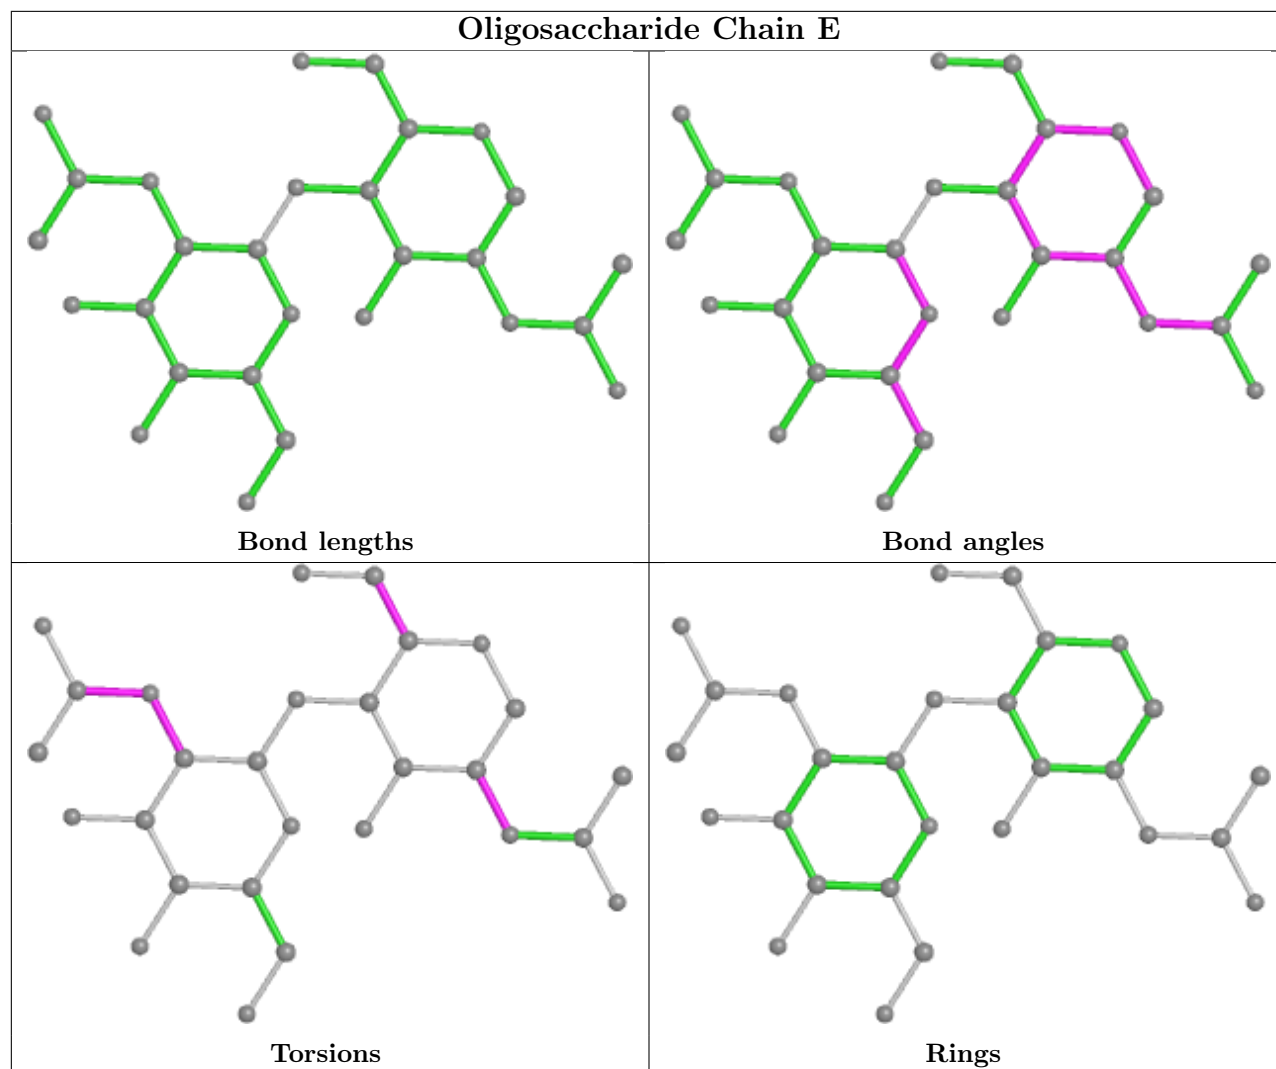 Oligosaccharide Chain E
Bond lengths
Bond angles
Torsions
Rings